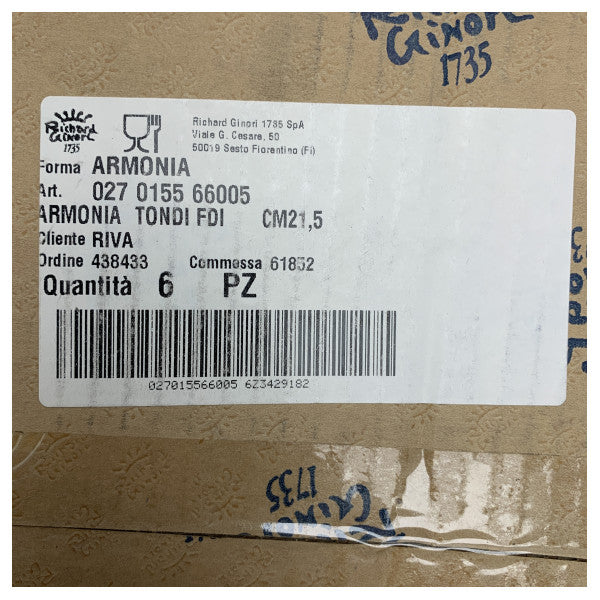 Richard
Ginori
1735
Richard
Ginori
1735
Richard Ginori 1735 SpA
Viale G. Cesare, 50
50019 Sesto Fiorentino (Fi)
Forma ARMONIA
Art. 027 0155 66005
ARMONIA TONDI FDI CM21,5
Cliente RIVA
Ordine 438433 Commessa 61852
Quantità 6 PZ
027015566005 6Z3429182
Ginori
1735